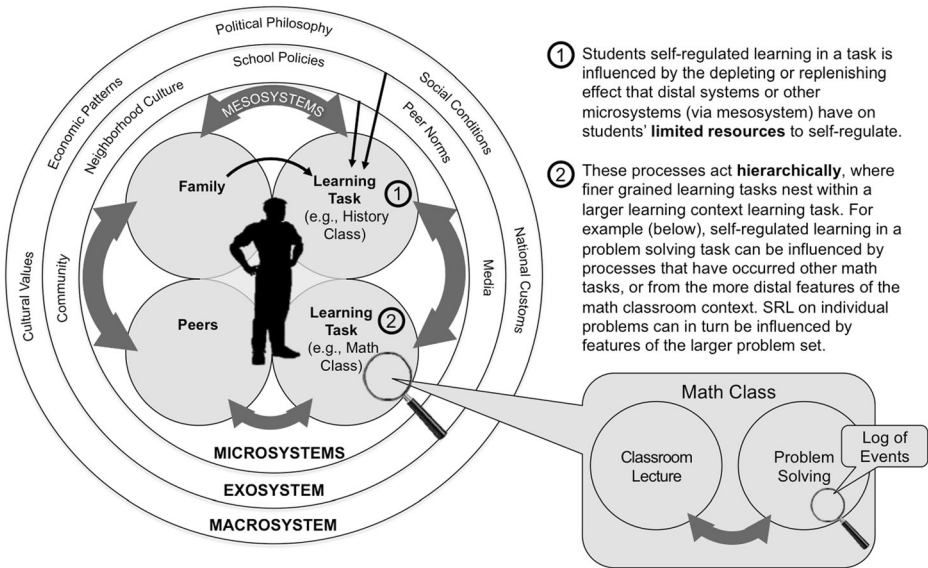 Political Philosophy
School Policies
Economic Patterns
Neighborhood Culture
Social Conditions
Peer Norms
MESOSYSTEMS
Family
Learning
Task
(e.g., History
Class)
1
Cultural Values
Community
Media
National Customs
Peers
Learning
Task
(e.g., Math
Class)
2
MICROSYSTEMS
EXOSYSTEM
MACROSYSTEM
1 Students self-regulated learning in a task is
influenced by the depleting or replenishing
effect that distal systems or other
microsystems (via mesosystem) have on
students’ limited resources to self-regulate.
2 These processes act hierarchically, where
finer grained learning tasks nest within a
larger learning context learning task. For
example (below), self-regulated learning in a
problem solving task can be influenced by
processes that have occurred other math
tasks, or from the more distal features of the
math classroom context. SRL on individual
problems can in turn be influenced by
features of the larger problem set.
Math Class
Classroom
Lecture
Problem
Solving
Log of
Events